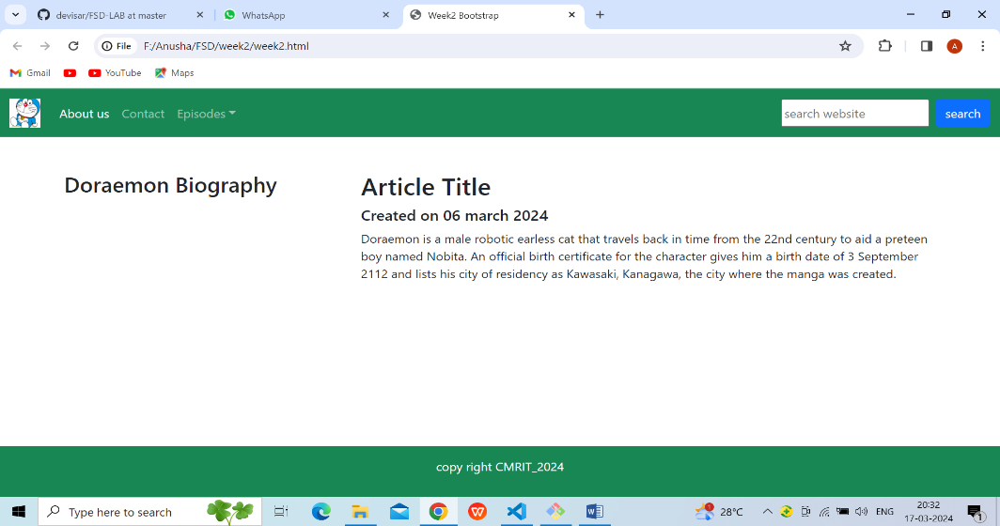 devisar/FSD-LAB at master
WhatsApp
Week2 Bootstrap
File
F:/Anusha/FSD/week2/week2.html
A
Gmail
YouTube
Maps
About us
Contact
Episodes
search website
search
Doraemon Biography
Article Title
Created on 06 march 2024
Doraemon is a male robotic earless cat that travels back in time from the 22nd century to aid a preteen
boy named Nobita. An official birth certificate for the character gives him a birth date of 3 September
2112 and lists his city of residency as Kawasaki, Kanagawa, the city where the manga was created.
copy right CMRIT_2024
Type here to search
28°C
ENG
20:32
17-03-2024